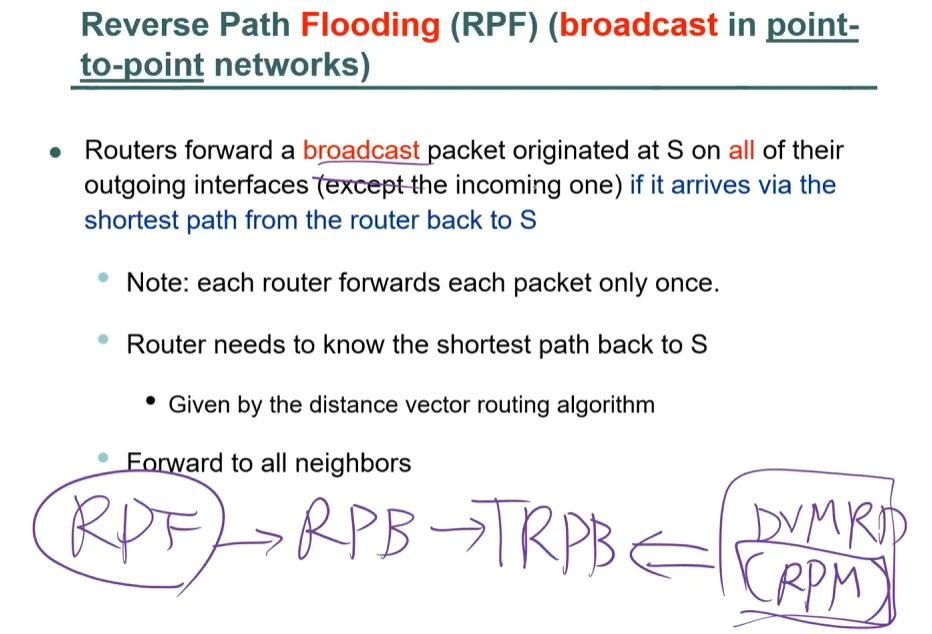 Reverse Path Flooding (RPF) (broadcast in point-
to-point networks)
• Routers forward a broadcast packet originated at S on all of their
outgoing interfaces (except the incoming one) if it arrives via the
shortest path from the router back to S
• Note: each router forwards each packet only once.
• Router needs to know the shortest path back to S
• Given by the distance vector routing algorithm
• Forward to all neighbors
RPF → RPB → TRPB ⇐ DVMRP
(RPM)